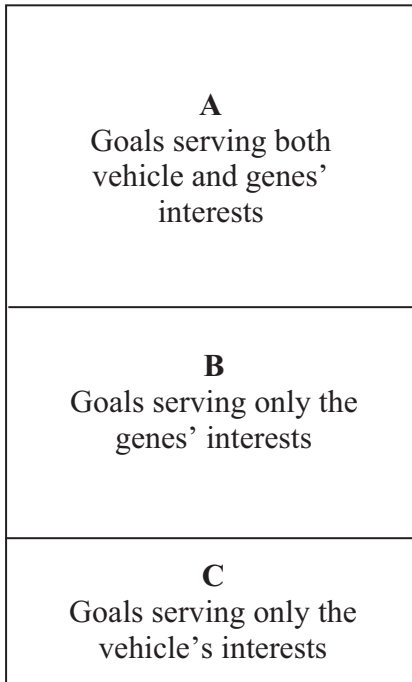 A
Goals serving both
vehicle and genes’
interests
B
Goals serving only the
genes’ interests
C
Goals serving only the
vehicle’s interests